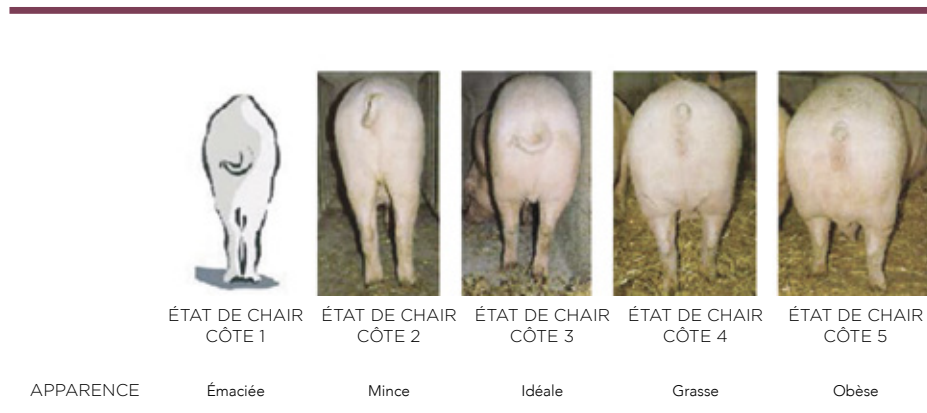 ÉTAT DE CHAIR CÔTE 1
ÉTAT DE CHAIR CÔTE 2
ÉTAT DE CHAIR CÔTE 3
ÉTAT DE CHAIR CÔTE 4
ÉTAT DE CHAIR CÔTE 5
APPARENCE Émaciée Mince Idéale Grasse Obèse